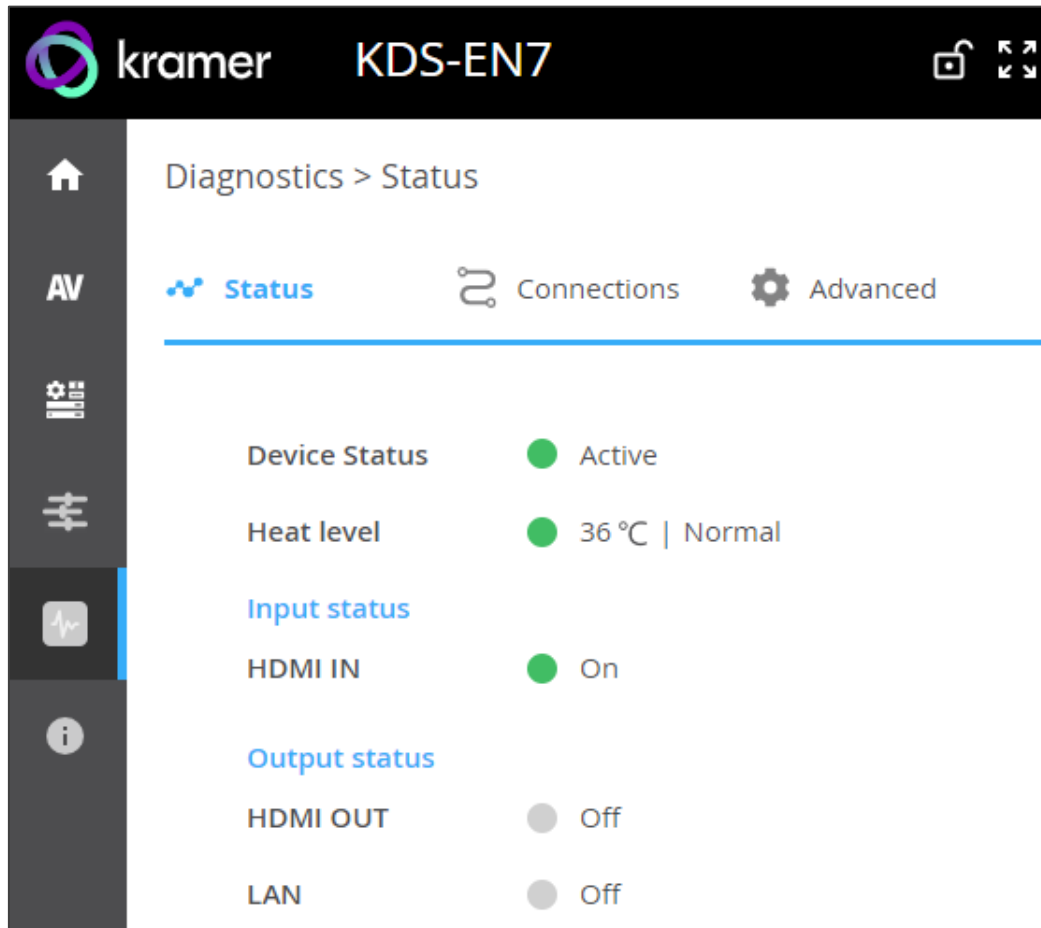 kramer KDS-EN7
Diagnostics > Status
AV
Status Connections Advanced
Device Status Active
Heat level 36 °C | Normal
Input status
HDMI IN On
Output status
HDMI OUT Off
LAN Off